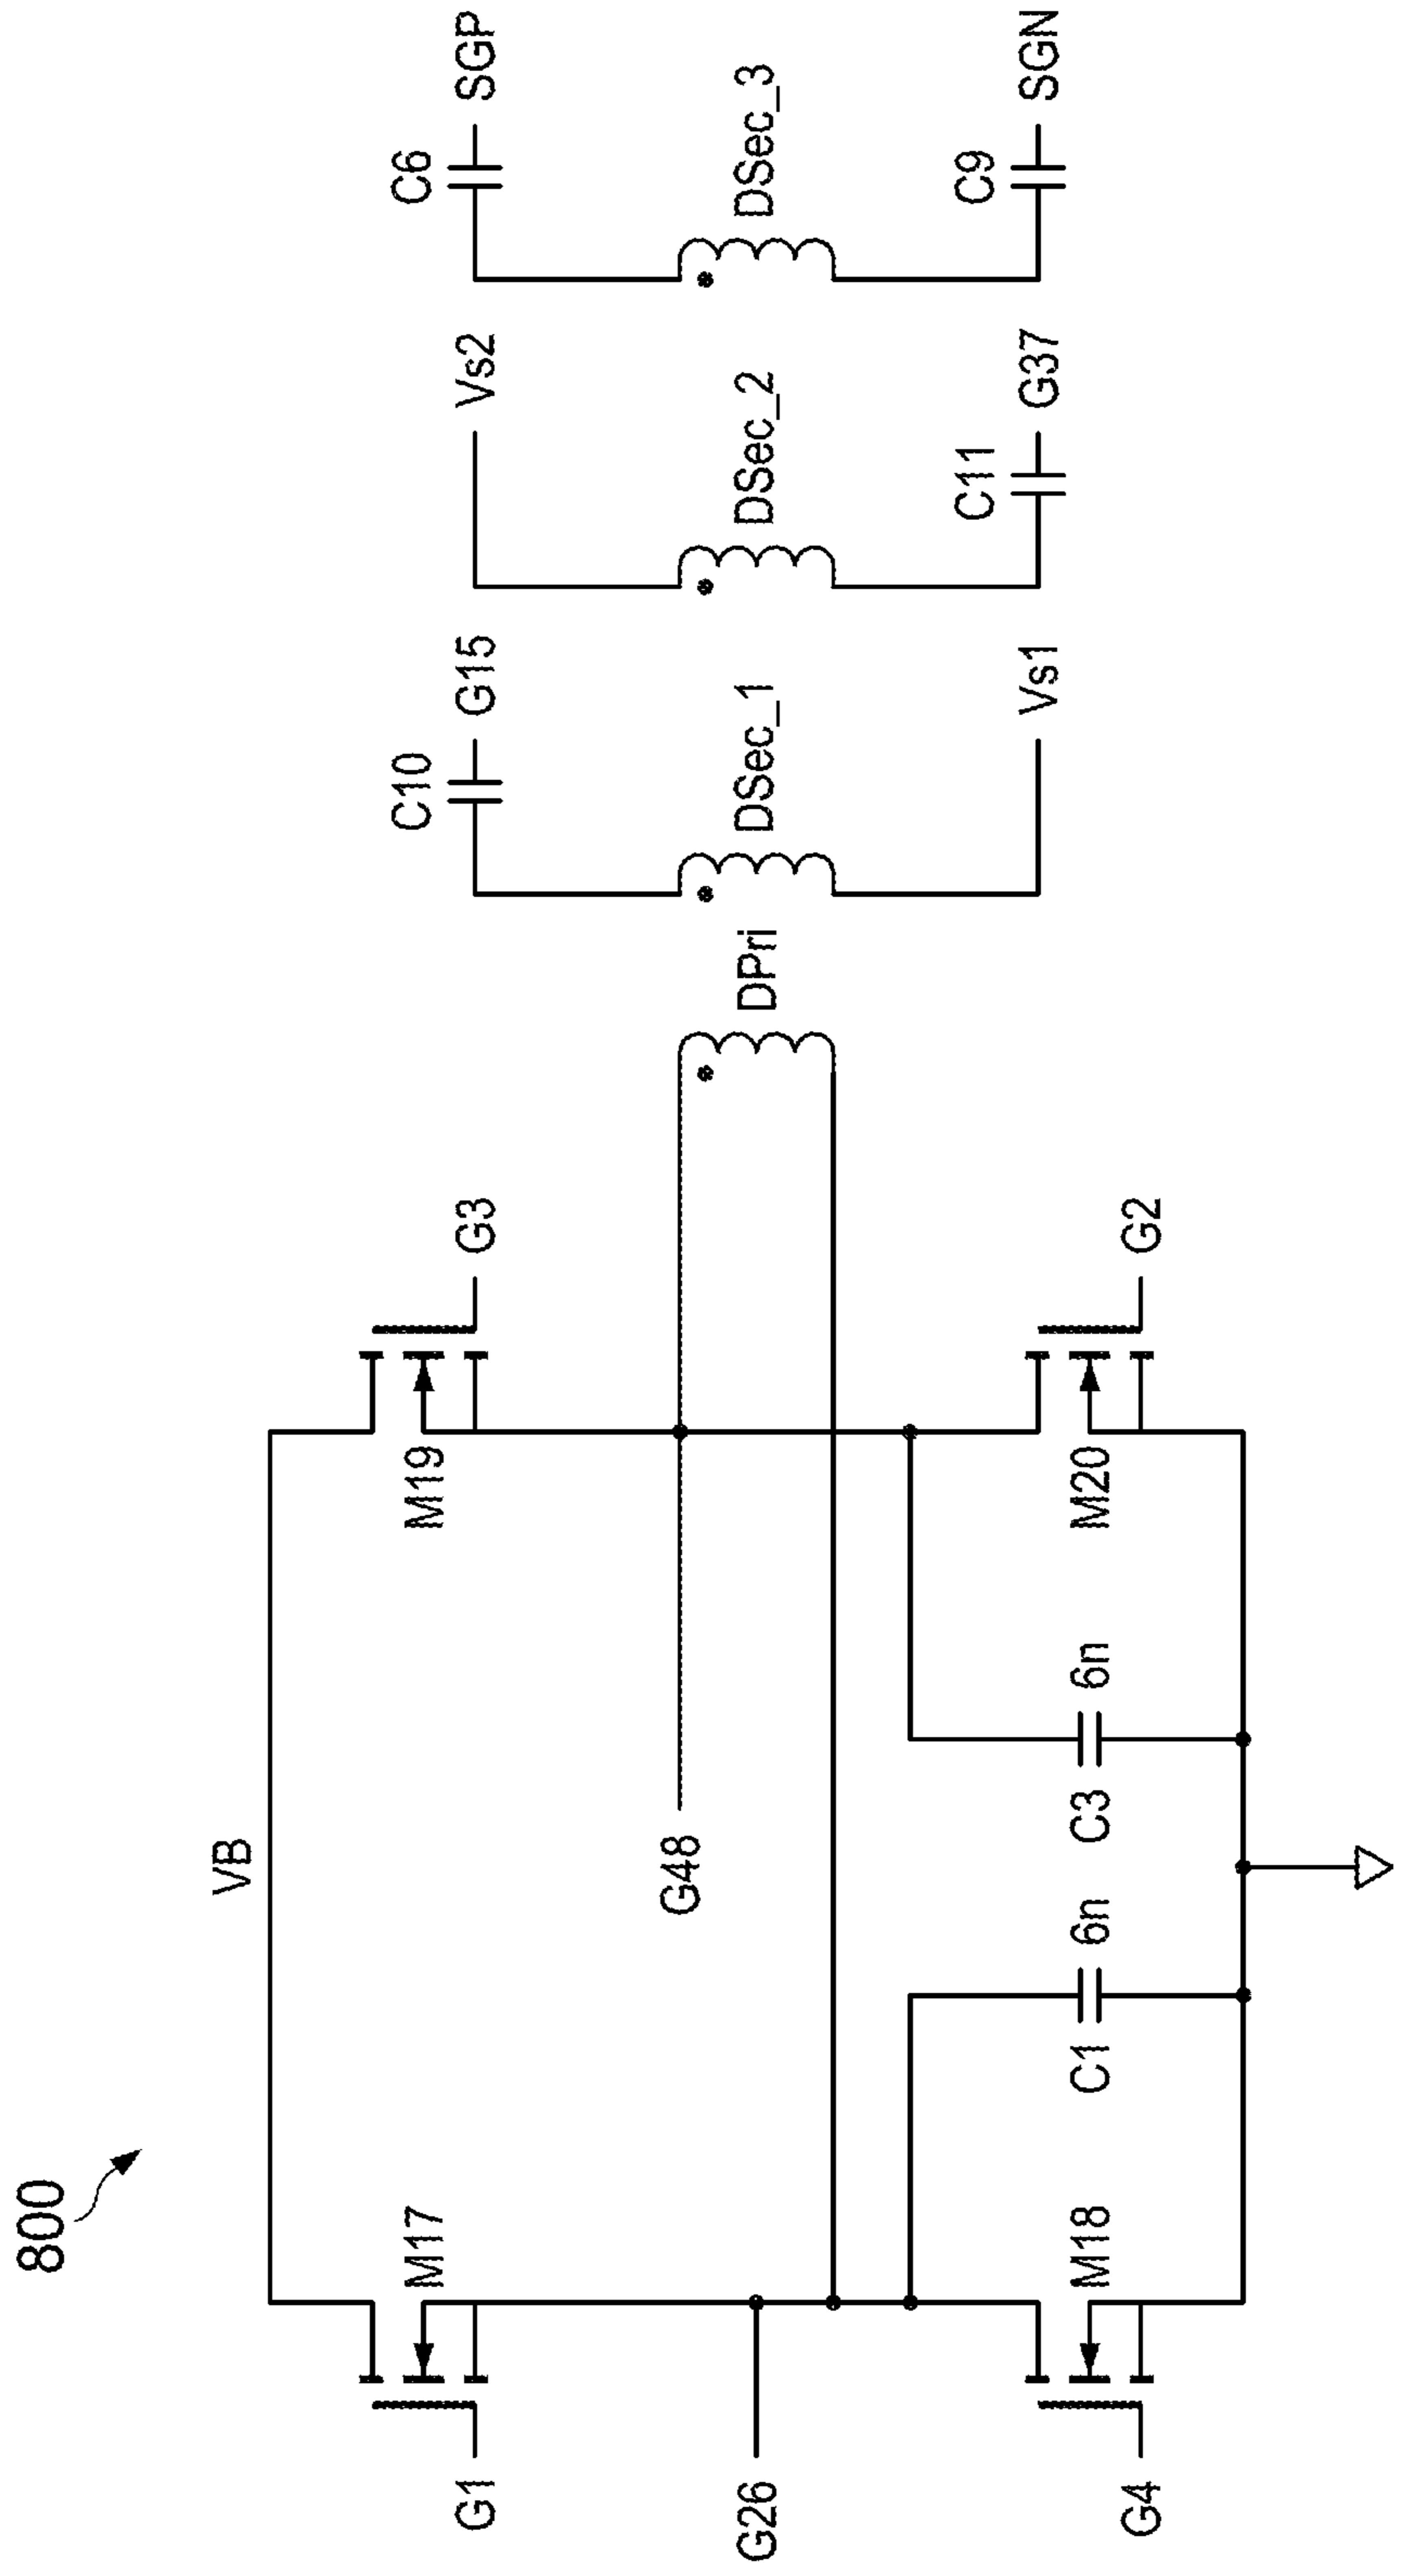 800
VB
G1
M17
M19
G3
G26
G48
DPri
G4
M18
C1
6n
C3
6n
M20
G2
C10
G15
DSec_1
Vs1
Vs2
DSec_2
C11
G37
C6
SGP
DSec_3
C9
SGN